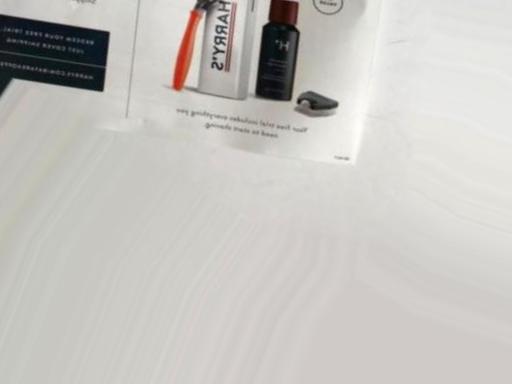 REDEEM YOUR FREE TRIAL.
JUST COVER SHIPPING
HARRY'S
H
Your free trial includes everything you
need to start shaving.